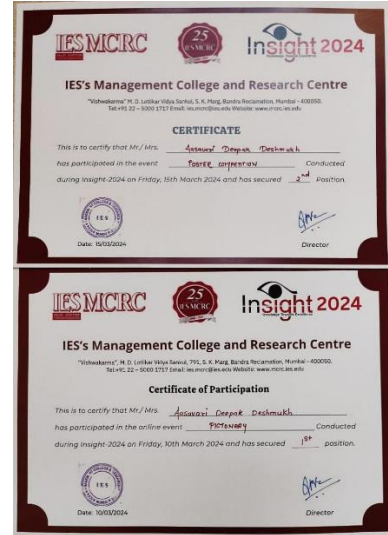 IES MCRC
25
IES MCRC
Insight 2024
IES's Management College and Research Centre
"Vishwakarma" M. D. Lotlikar Vidya Sankul, S. K. Marg, Bandra Reclamation, Mumbai - 400050.
Tel:+91 22 – 5000 1717 Email: ies.mcrc@ies.edu Website: www.mcrc.ies.edu
CERTIFICATE
This is to certify that Mr./ Mrs. Aasavari Deepak Deshmukh
has participated in the event POSTER COMPETITION Conducted
during Insight-2024 on Friday, 15th March 2024 and has secured 2nd Position.
IES
Date: 15/03/2024
Director
IES MCRC
25
IES MCRC
Insight 2024
IES's Management College and Research Centre
"Vishwakarma", M. D. Lotlikar Vidya Sankul, 791, S. K. Marg, Bandra Reclamation, Mumbai - 400050.
Tel:+91 22 – 5000 1717 Email: ies.mcrc@ies.edu Website: www.mcrc.ies.edu
Certificate of Participation
This is to certify that Mr./ Mrs. Aasavari Deepak Deshmukh
has participated in the online event PICTIONARY Conducted
during Insight-2024 on Friday, 10th March 2024 and has secured 1st position.
IES
Date: 10/03/2024
Director